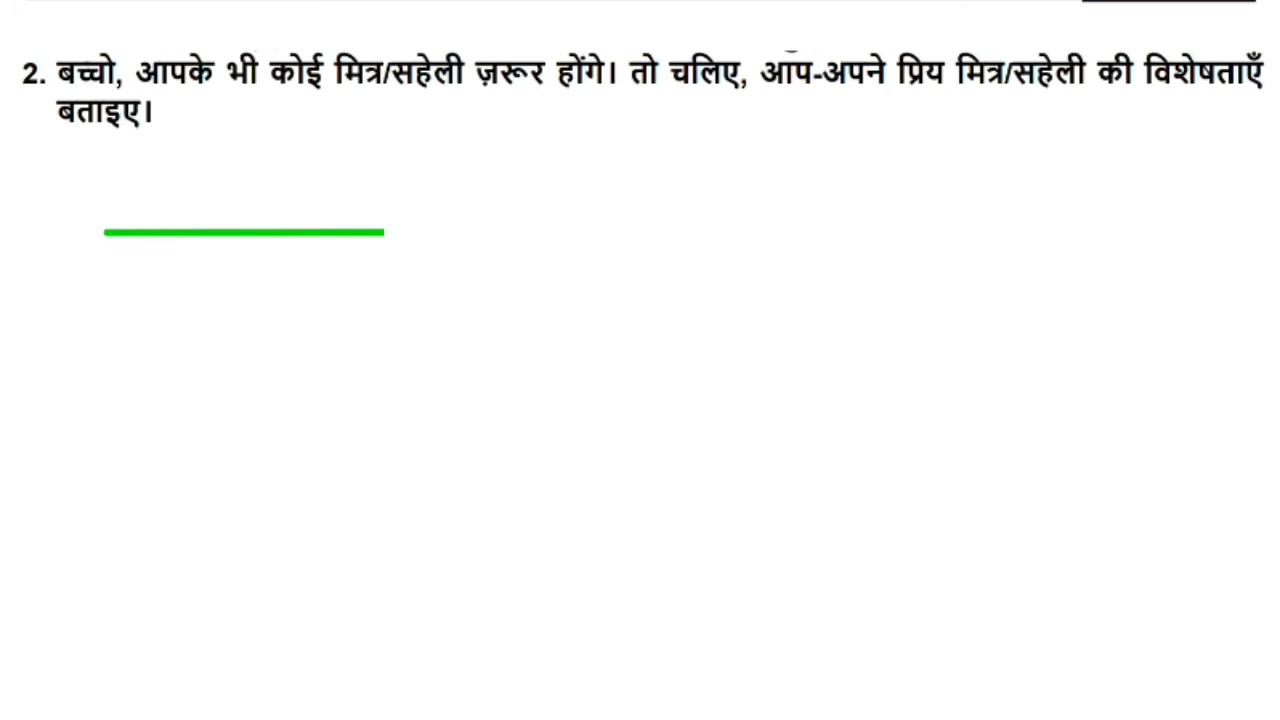 2. बच्चो, आपके भी कोई मित्र/सहेली ज़रूर होंगे। तो चलिए, आप-अपने प्रिय मित्र/सहेली की विशेषताएँ
बताइए।